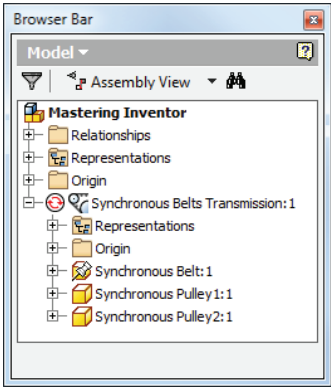 Browser Bar
Model
Assembly View
Mastering Inventor
Relationships
Representations
Origin
Synchronous Belts Transmission:1
Representations
Origin
Synchronous Belt:1
Synchronous Pulley1:1
Synchronous Pulley2:1